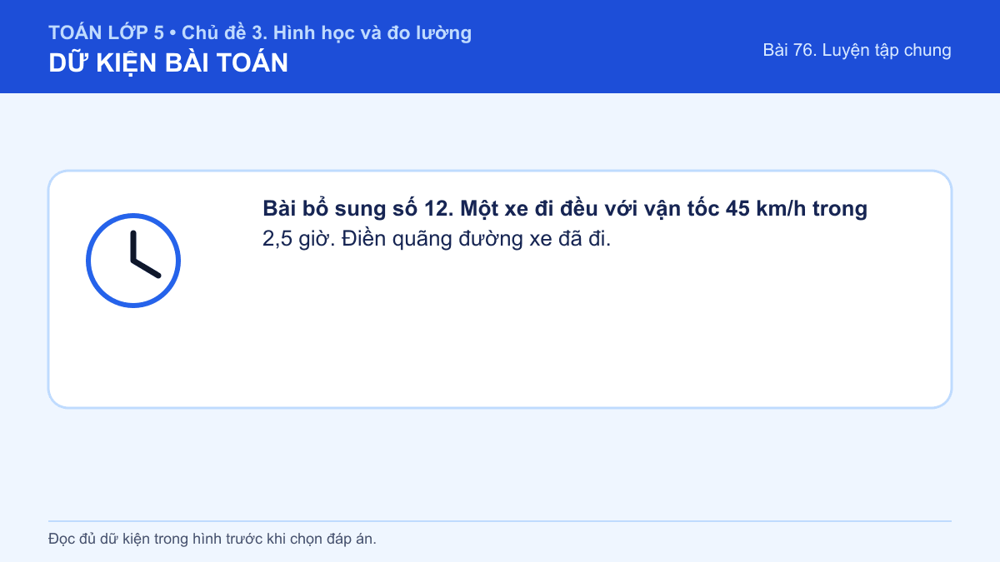 TOÁN LỚP 5 • Chủ đề 3. Hình học và đo lường
DỮ KIỆN BÀI TOÁN
Bài 76. Luyện tập chung
Bài bổ sung số 12. Một xe đi đều với vận tốc 45 km/h trong
2,5 giờ. Điền quãng đường xe đã đi.
Đọc đủ dữ kiện trong hình trước khi chọn đáp án.